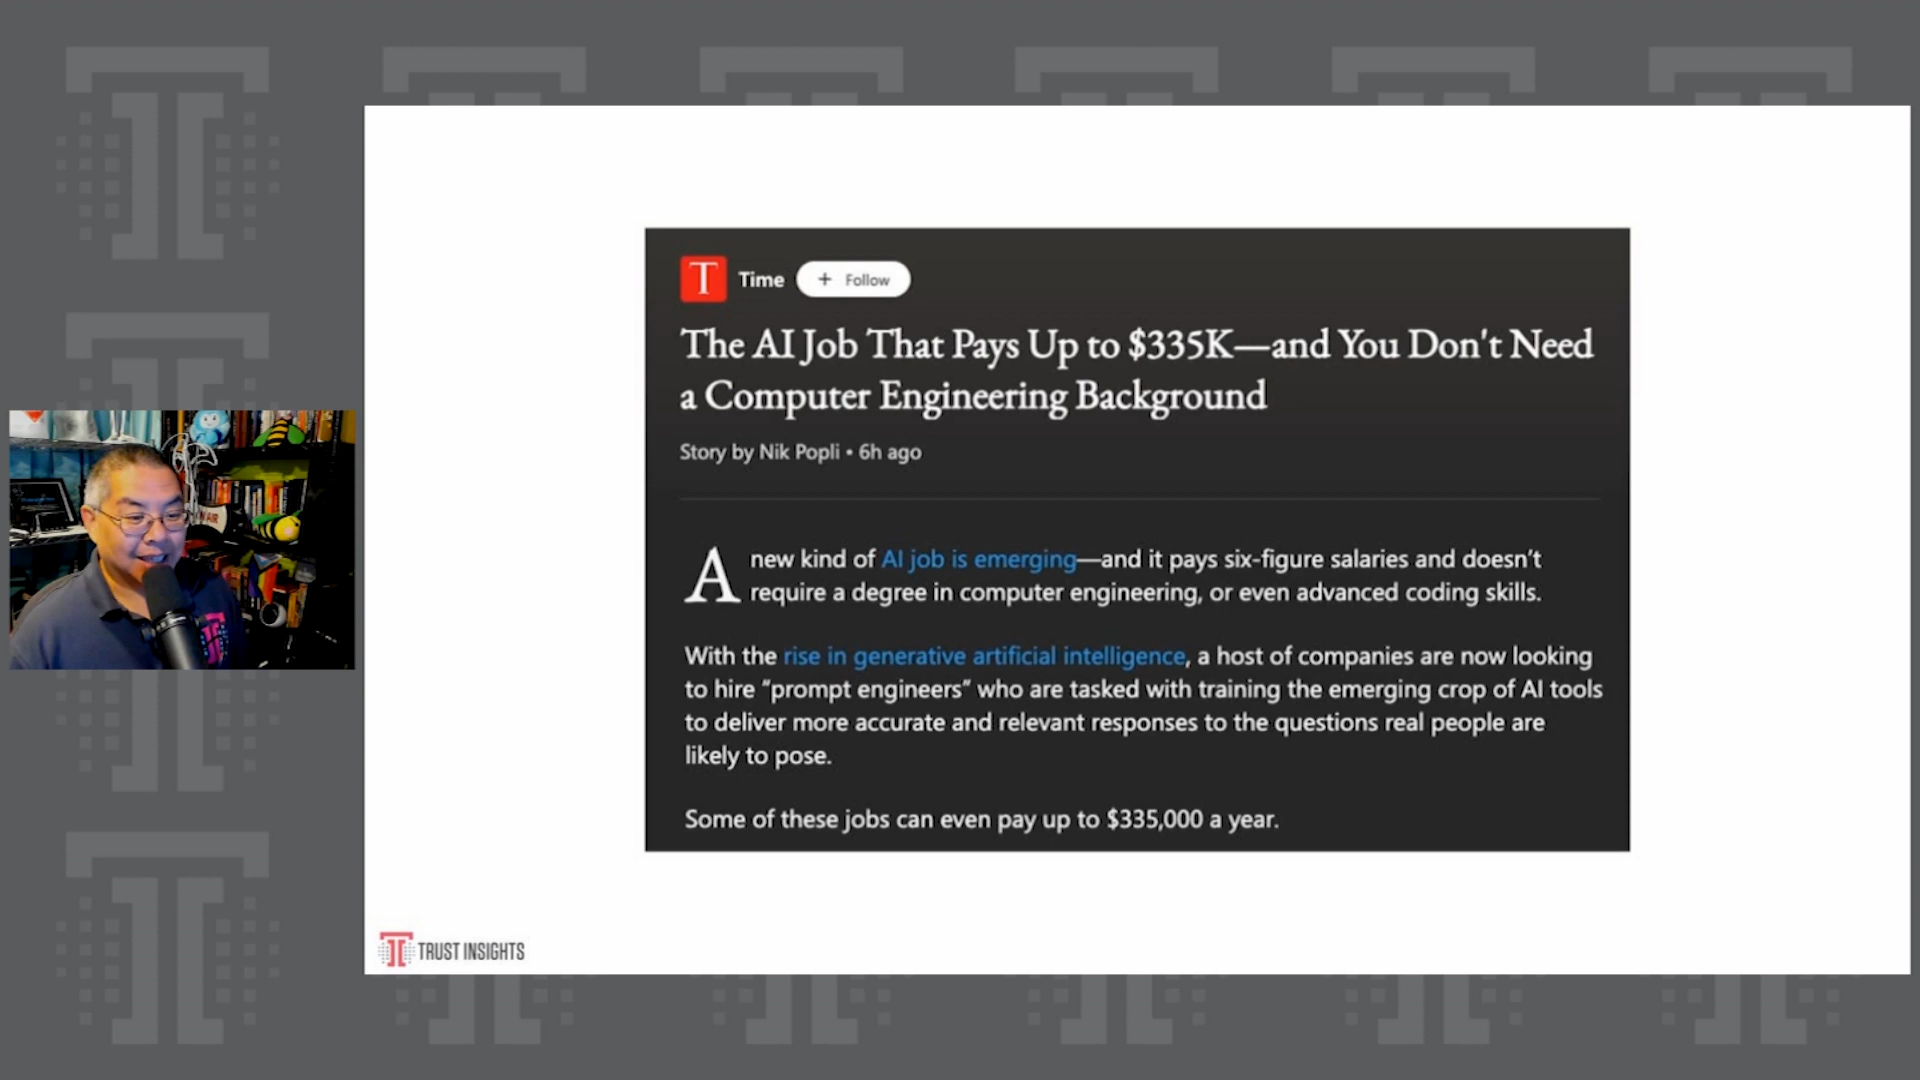 T Time + Follow
The AI Job That Pays Up to $335K—and You Don't Need
a Computer Engineering Background
Story by Nik Popli • 6h ago
A new kind of AI job is emerging—and it pays six-figure salaries and doesn't
require a degree in computer engineering, or even advanced coding skills.
With the rise in generative artificial intelligence, a host of companies are now looking
to hire "prompt engineers" who are tasked with training the emerging crop of AI tools
to deliver more accurate and relevant responses to the questions real people are
likely to pose.
Some of these jobs can even pay up to $335,000 a year.
TRUST INSIGHTS